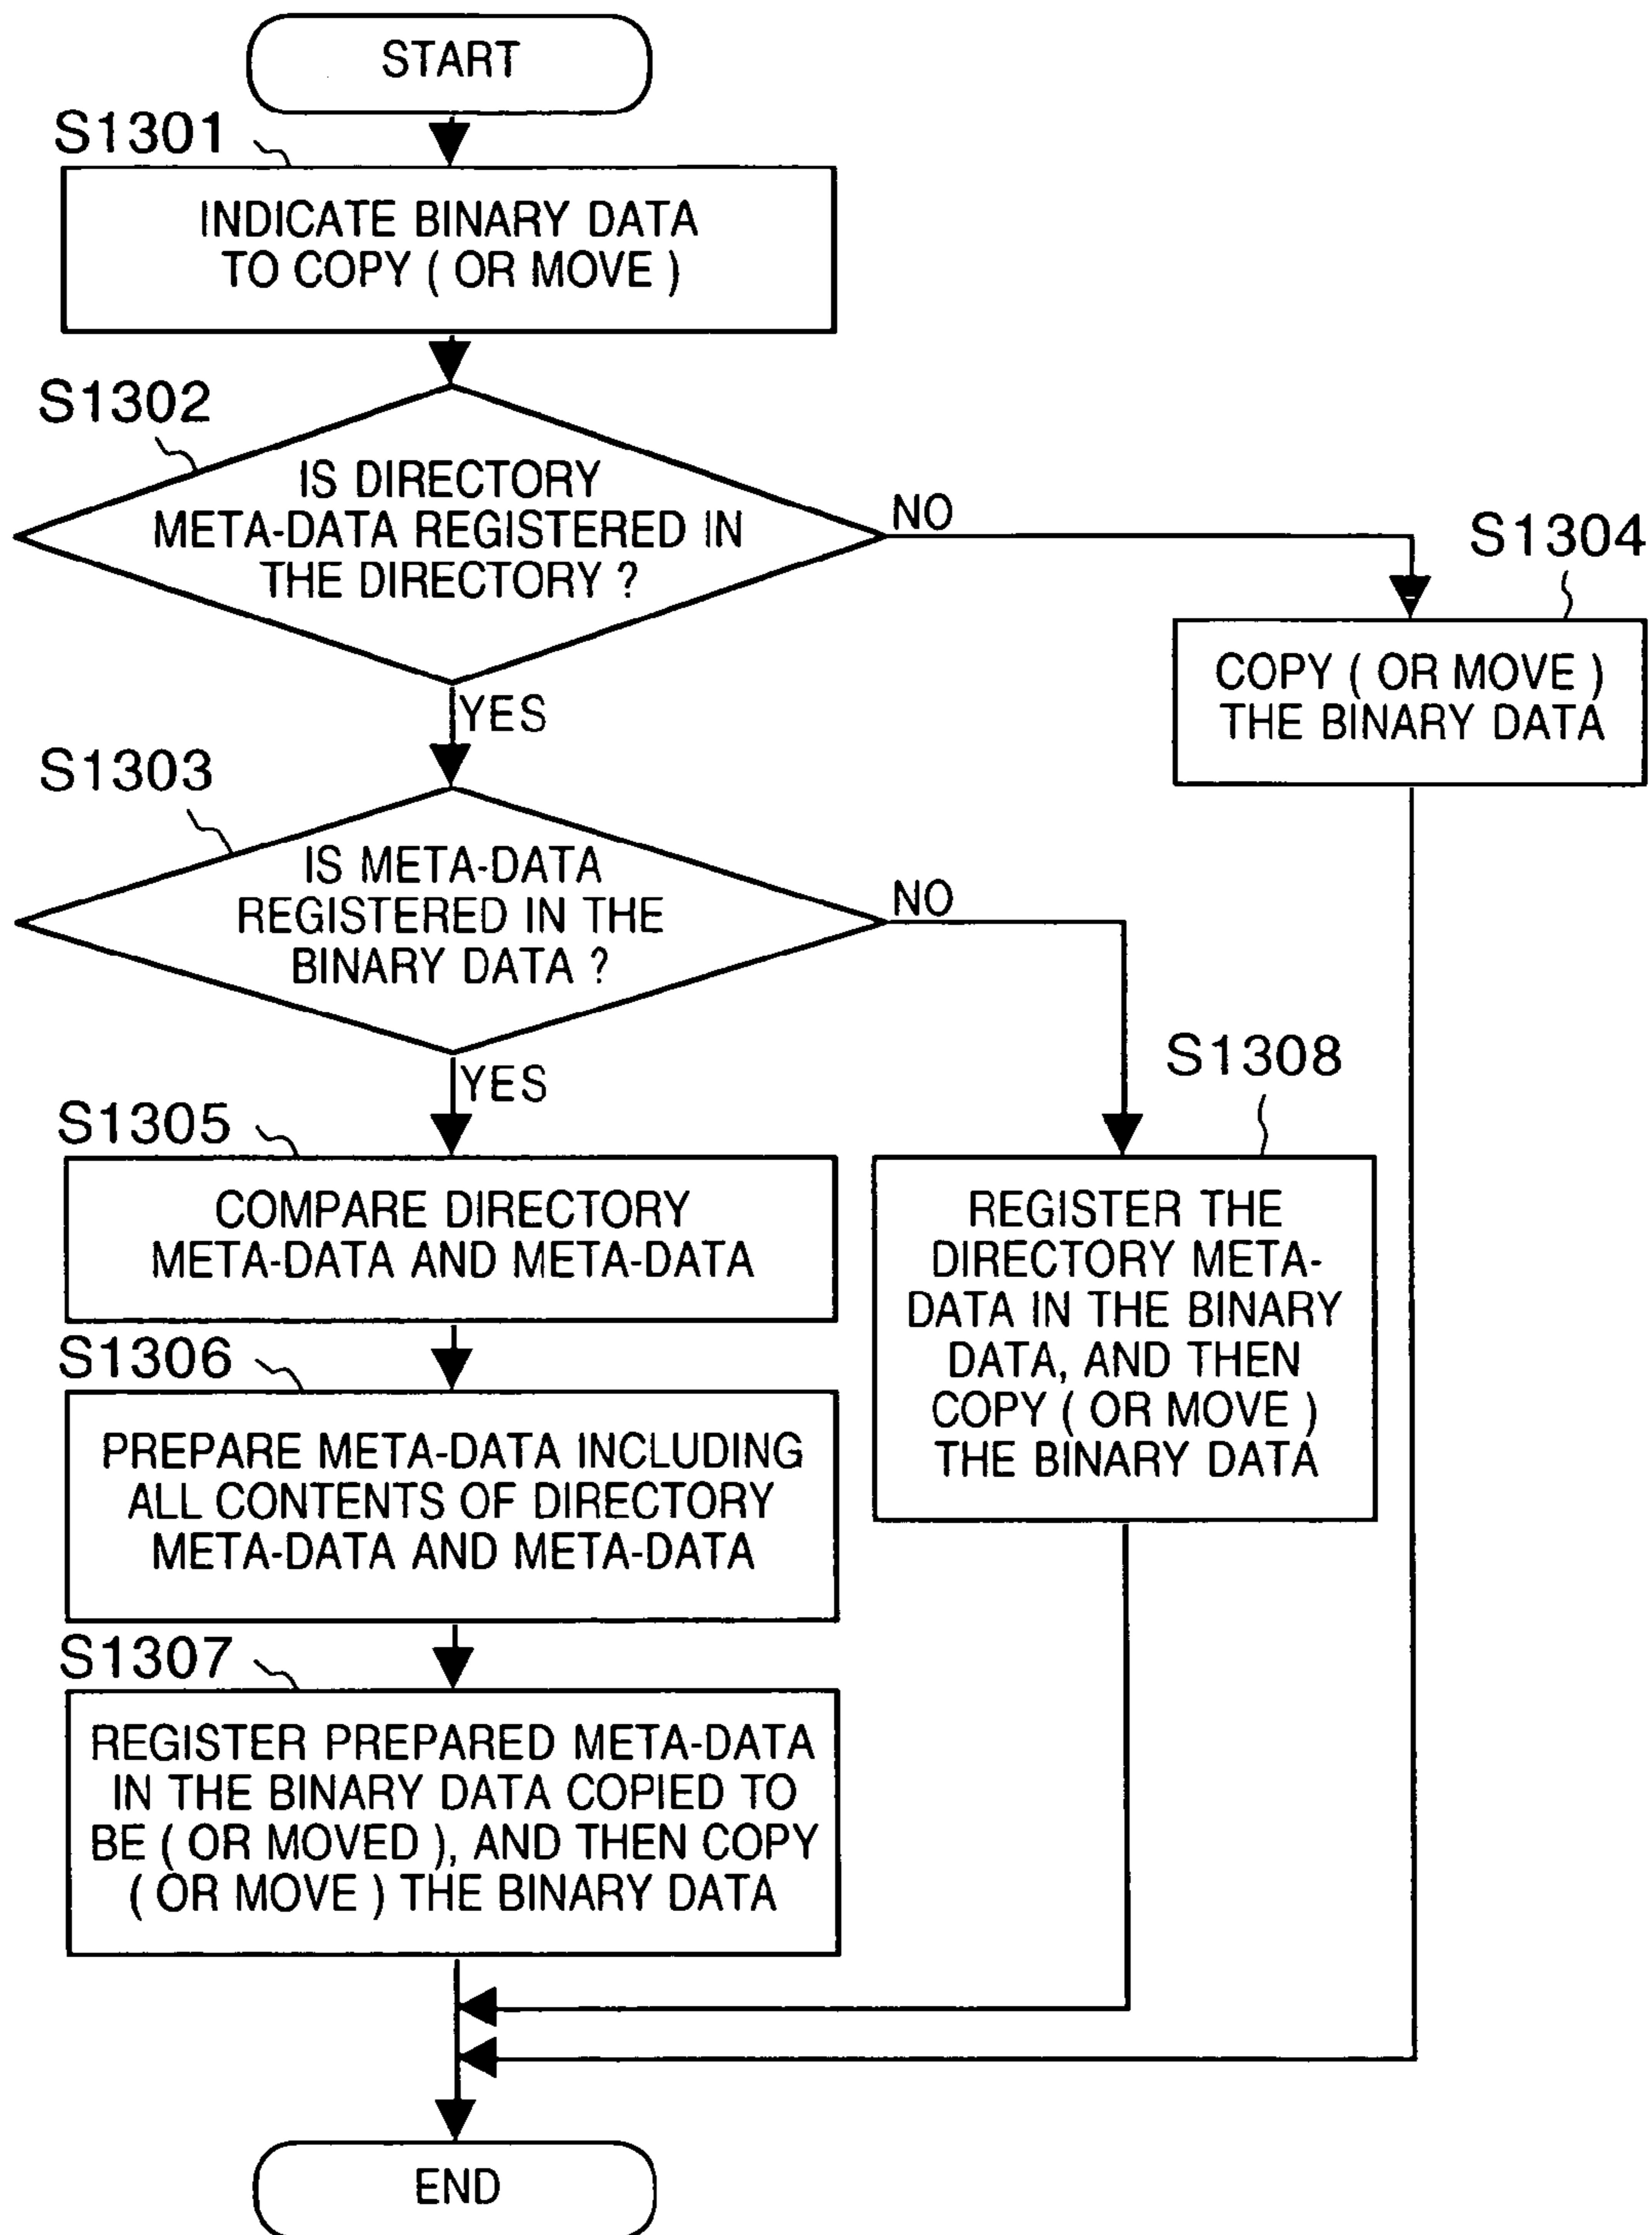 START
S1301
INDICATE BINARY DATA
TO COPY ( OR MOVE )
S1302
IS DIRECTORY
META-DATA REGISTERED IN
THE DIRECTORY ?
NO
S1304
COPY ( OR MOVE )
THE BINARY DATA
YES
S1303
IS META-DATA
REGISTERED IN THE
BINARY DATA ?
NO
S1308
REGISTER THE
DIRECTORY META-
DATA IN THE BINARY
DATA, AND THEN
COPY ( OR MOVE )
THE BINARY DATA
YES
S1305
COMPARE DIRECTORY
META-DATA AND META-DATA
S1306
PREPARE META-DATA INCLUDING
ALL CONTENTS OF DIRECTORY
META-DATA AND META-DATA
S1307
REGISTER PREPARED META-DATA
IN THE BINARY DATA COPIED TO
BE ( OR MOVED ), AND THEN COPY
( OR MOVE ) THE BINARY DATA
END